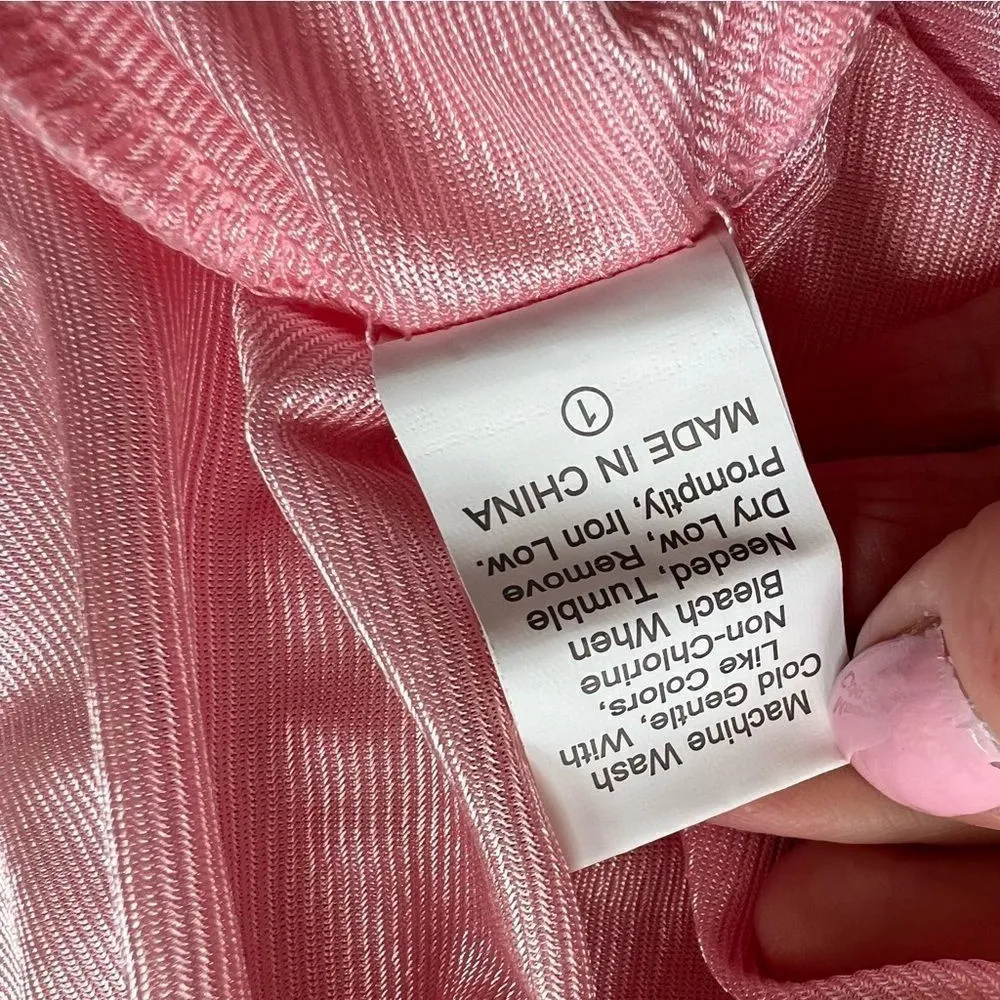 Machine Wash
Cold Gentle, With
Like Colors,
Non-Chlorine
Bleach When
Needed, Tumble
Dry Low, Remove
Promptly, Iron Low.
MADE IN CHINA
1